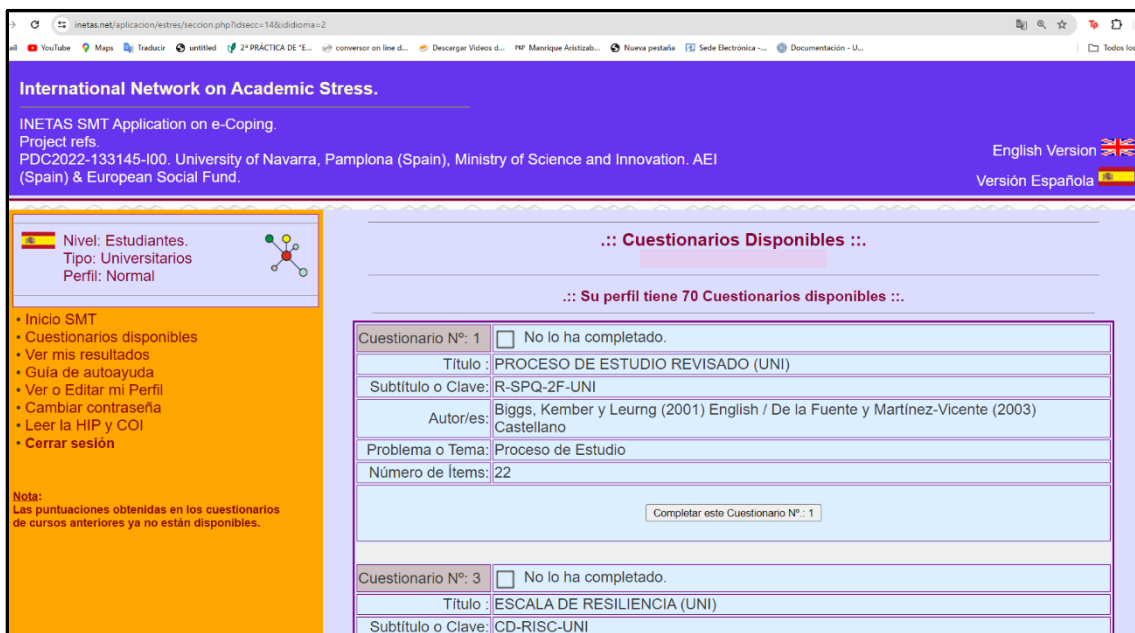 inetas.net/aplicacion/estres/seccion.php?idsecc=14&ididioma=2
ail YouTube Maps Traducir untitled 2ª PRÁCTICA DE "E... conversor on line d... Descargar Videos d... Manrique Aristizab... Nueva pestaña Sede Electrónica -... Documentación - U... Todos los
International Network on Academic Stress.
INETAS SMT Application on e-Coping.
Project refs.
PDC2022-133145-I00. University of Navarra, Pamplona (Spain), Ministry of Science and Innovation. AEI
(Spain) & European Social Fund.
English Version
Versión Española
Nivel: Estudiantes.
Tipo: Universitarios
Perfil: Normal
• Inicio SMT
• Cuestionarios disponibles
• Ver mis resultados
• Guía de autoayuda
• Ver o Editar mi Perfil
• Cambiar contraseña
• Leer la HIP y COI
• Cerrar sesión
Nota:
Las puntuaciones obtenidas en los cuestionarios
de cursos anteriores ya no están disponibles.
.:: Cuestionarios Disponibles ::.
.:: Su perfil tiene 70 Cuestionarios disponibles ::.
Cuestionario Nº: 1 No lo ha completado.
Título : PROCESO DE ESTUDIO REVISADO (UNI)
Subtítulo o Clave: R-SPQ-2F-UNI
Autor/es: Biggs, Kember y Leurng (2001) English / De la Fuente y Martínez-Vicente (2003)
Castellano
Problema o Tema: Proceso de Estudio
Número de Ítems: 22
Completar este Cuestionario Nº.: 1
Cuestionario Nº: 3 No lo ha completado.
Título : ESCALA DE RESILIENCIA (UNI)
Subtítulo o Clave: CD-RISC-UNI